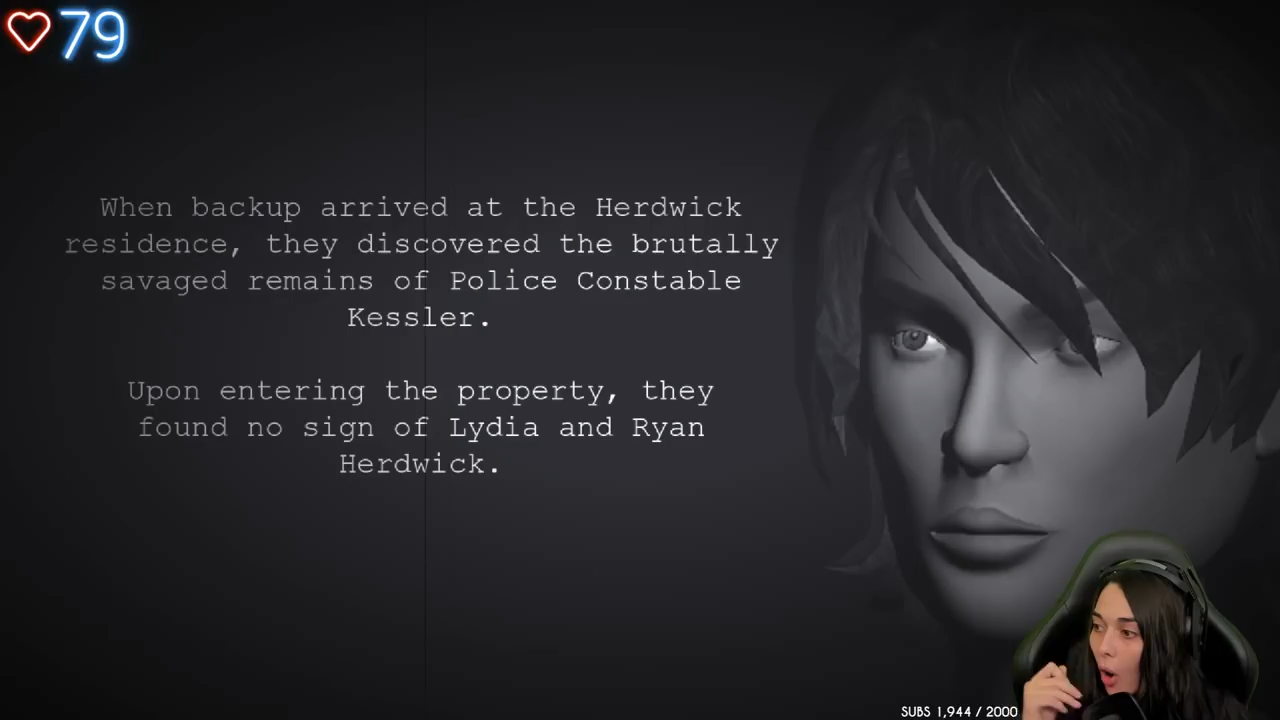 79
When backup arrived at the Herdwick
residence, they discovered the brutally
savaged remains of Police Constable
Kessler.
Upon entering the property, they
found no sign of Lydia and Ryan
Herdwick.
SUBS 1,944 / 2000